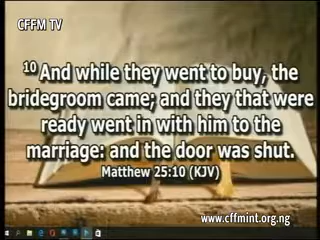 CFFM TV
10 And while they went to buy, the
bridegroom came; and they that were
ready went in with him to the
marriage: and the door was shut.
Matthew 25:10 (KJV)
www.cffmint.org.ng